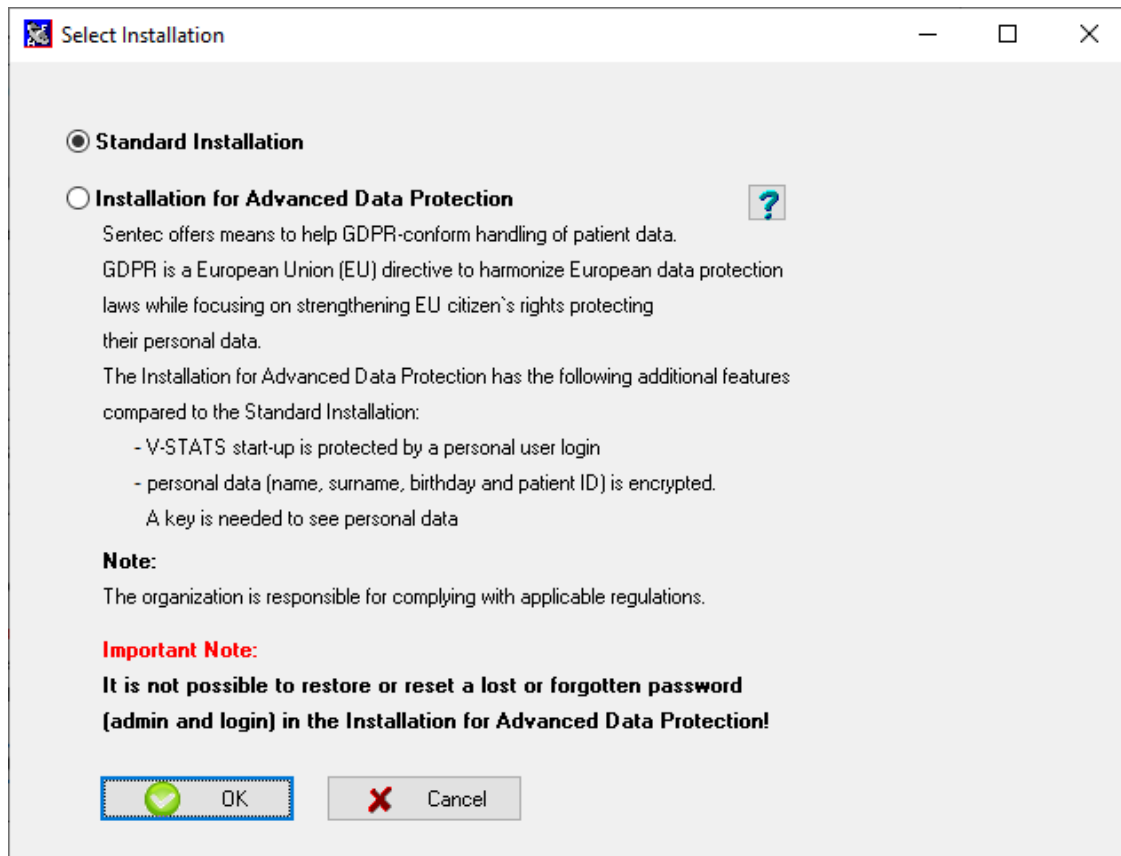 Select Installation
Standard Installation
Installation for Advanced Data Protection
?
Sentec offers means to help GDPR-conform handling of patient data.
GDPR is a European Union (EU) directive to harmonize European data protection
laws while focusing on strengthening EU citizen`s rights protecting
their personal data.
The Installation for Advanced Data Protection has the following additional features
compared to the Standard Installation:
- V-STATS start-up is protected by a personal user login
- personal data (name, surname, birthday and patient ID) is encrypted.
A key is needed to see personal data
Note:
The organization is responsible for complying with applicable regulations.
Important Note:
It is not possible to restore or reset a lost or forgotten password
(admin and login) in the Installation for Advanced Data Protection!
OK Cancel